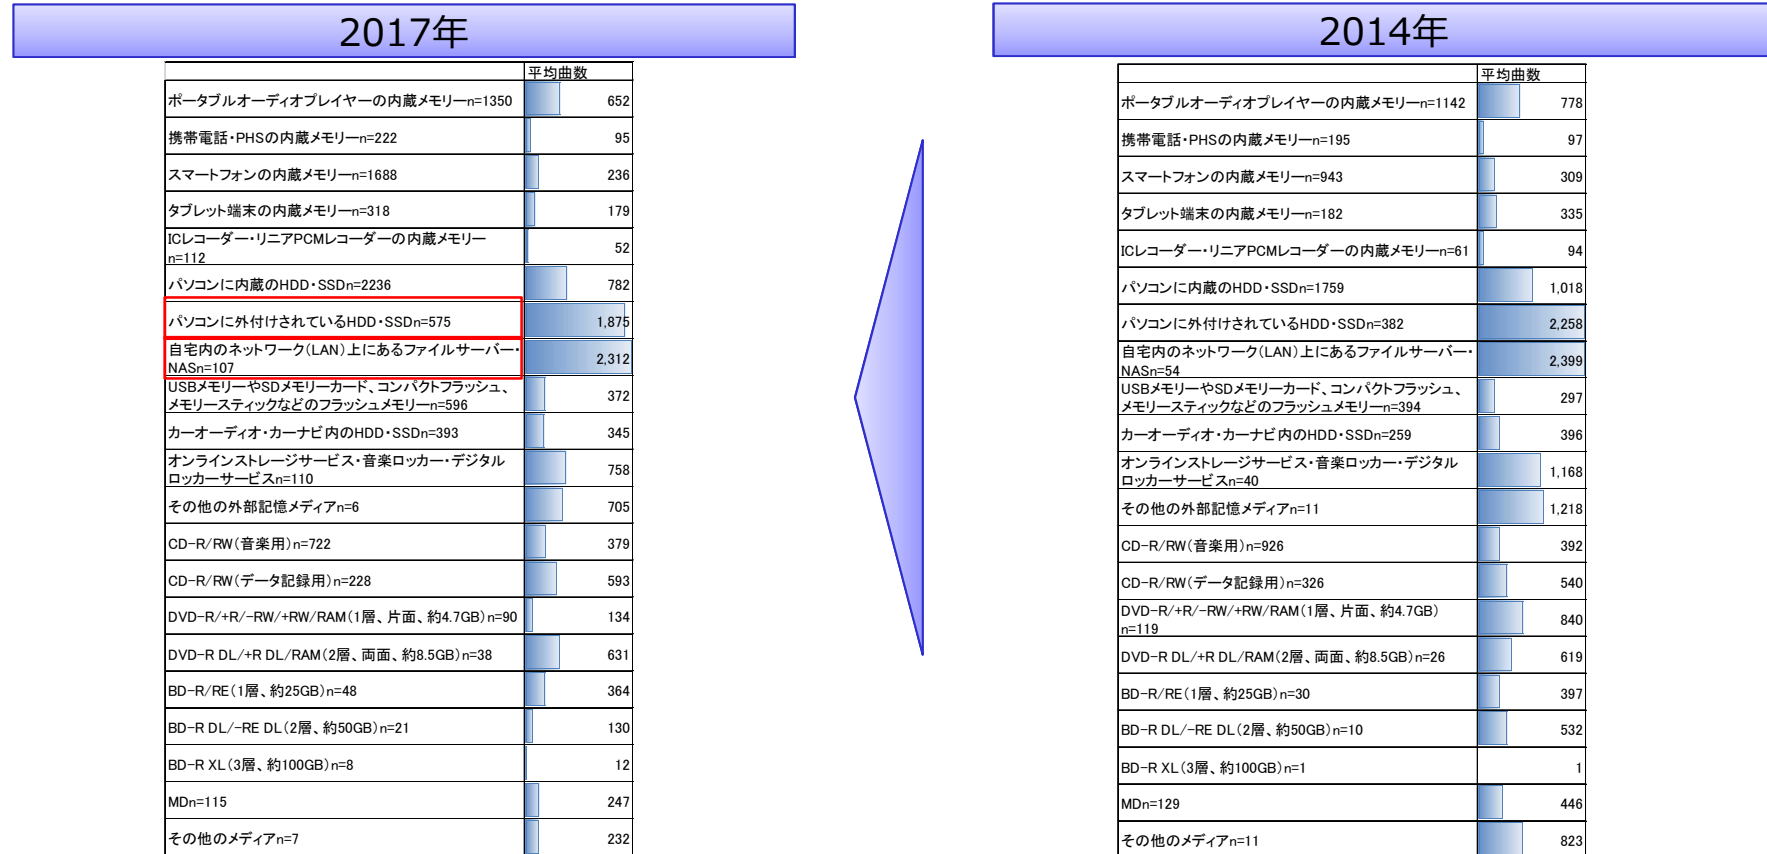 2017年
平均曲数
ポータブルオーディオプレイヤーの内蔵メモリーn=1350 652
携帯電話・PHSの内蔵メモリーn=222 95
スマートフォンの内蔵メモリーn=1688 236
タブレット端末の内蔵メモリーn=318 179
ICレコーダー・リニアPCMレコーダーの内蔵メモリー
n=112 52
パソコンに内蔵のHDD・SSDn=2236 782
パソコンに外付けされているHDD・SSDn=575 1,875
自宅内のネットワーク(LAN)上にあるファイルサーバー・
NASn=107 2,312
USBメモリーやSDメモリーカード、コンパクトフラッシュ、
メモリースティックなどのフラッシュメモリーn=596 372
カーオーディオ・カーナビ内のHDD・SSDn=393 345
オンラインストレージサービス・音楽ロッカー・デジタル
ロッカーサービスn=110 758
その他の外部記憶メディアn=6 705
CD-R/RW(音楽用)n=722 379
CD-R/RW(データ記録用)n=228 593
DVD-R/+R/-RW/+RW/RAM(1層、片面、約4.7GB)n=90 134
DVD-R DL/+R DL/RAM(2層、両面、約8.5GB)n=38 631
BD-R/RE(1層、約25GB)n=48 364
BD-R DL/-RE DL(2層、約50GB)n=21 130
BD-R XL(3層、約100GB)n=8 12
MDn=115 247
その他のメディアn=7 232
2014年
平均曲数
ポータブルオーディオプレイヤーの内蔵メモリーn=1142 778
携帯電話・PHSの内蔵メモリーn=195 97
スマートフォンの内蔵メモリーn=943 309
タブレット端末の内蔵メモリーn=182 335
ICレコーダー・リニアPCMレコーダーの内蔵メモリーn=61 94
パソコンに内蔵のHDD・SSDn=1759 1,018
パソコンに外付けされているHDD・SSDn=382 2,258
自宅内のネットワーク(LAN)上にあるファイルサーバー・
NASn=54 2,399
USBメモリーやSDメモリーカード、コンパクトフラッシュ、
メモリースティックなどのフラッシュメモリーn=394 297
カーオーディオ・カーナビ内のHDD・SSDn=259 396
オンラインストレージサービス・音楽ロッカー・デジタル
ロッカーサービスn=40 1,168
その他の外部記憶メディアn=11 1,218
CD-R/RW(音楽用)n=926 392
CD-R/RW(データ記録用)n=326 540
DVD-R/+R/-RW/+RW/RAM(1層、片面、約4.7GB)
n=119 840
DVD-R DL/+R DL/RAM(2層、両面、約8.5GB)n=26 619
BD-R/RE(1層、約25GB)n=30 397
BD-R DL/-RE DL(2層、約50GB)n=10 532
BD-R XL(3層、約100GB)n=1 1
MDn=129 446
その他のメディアn=11 823